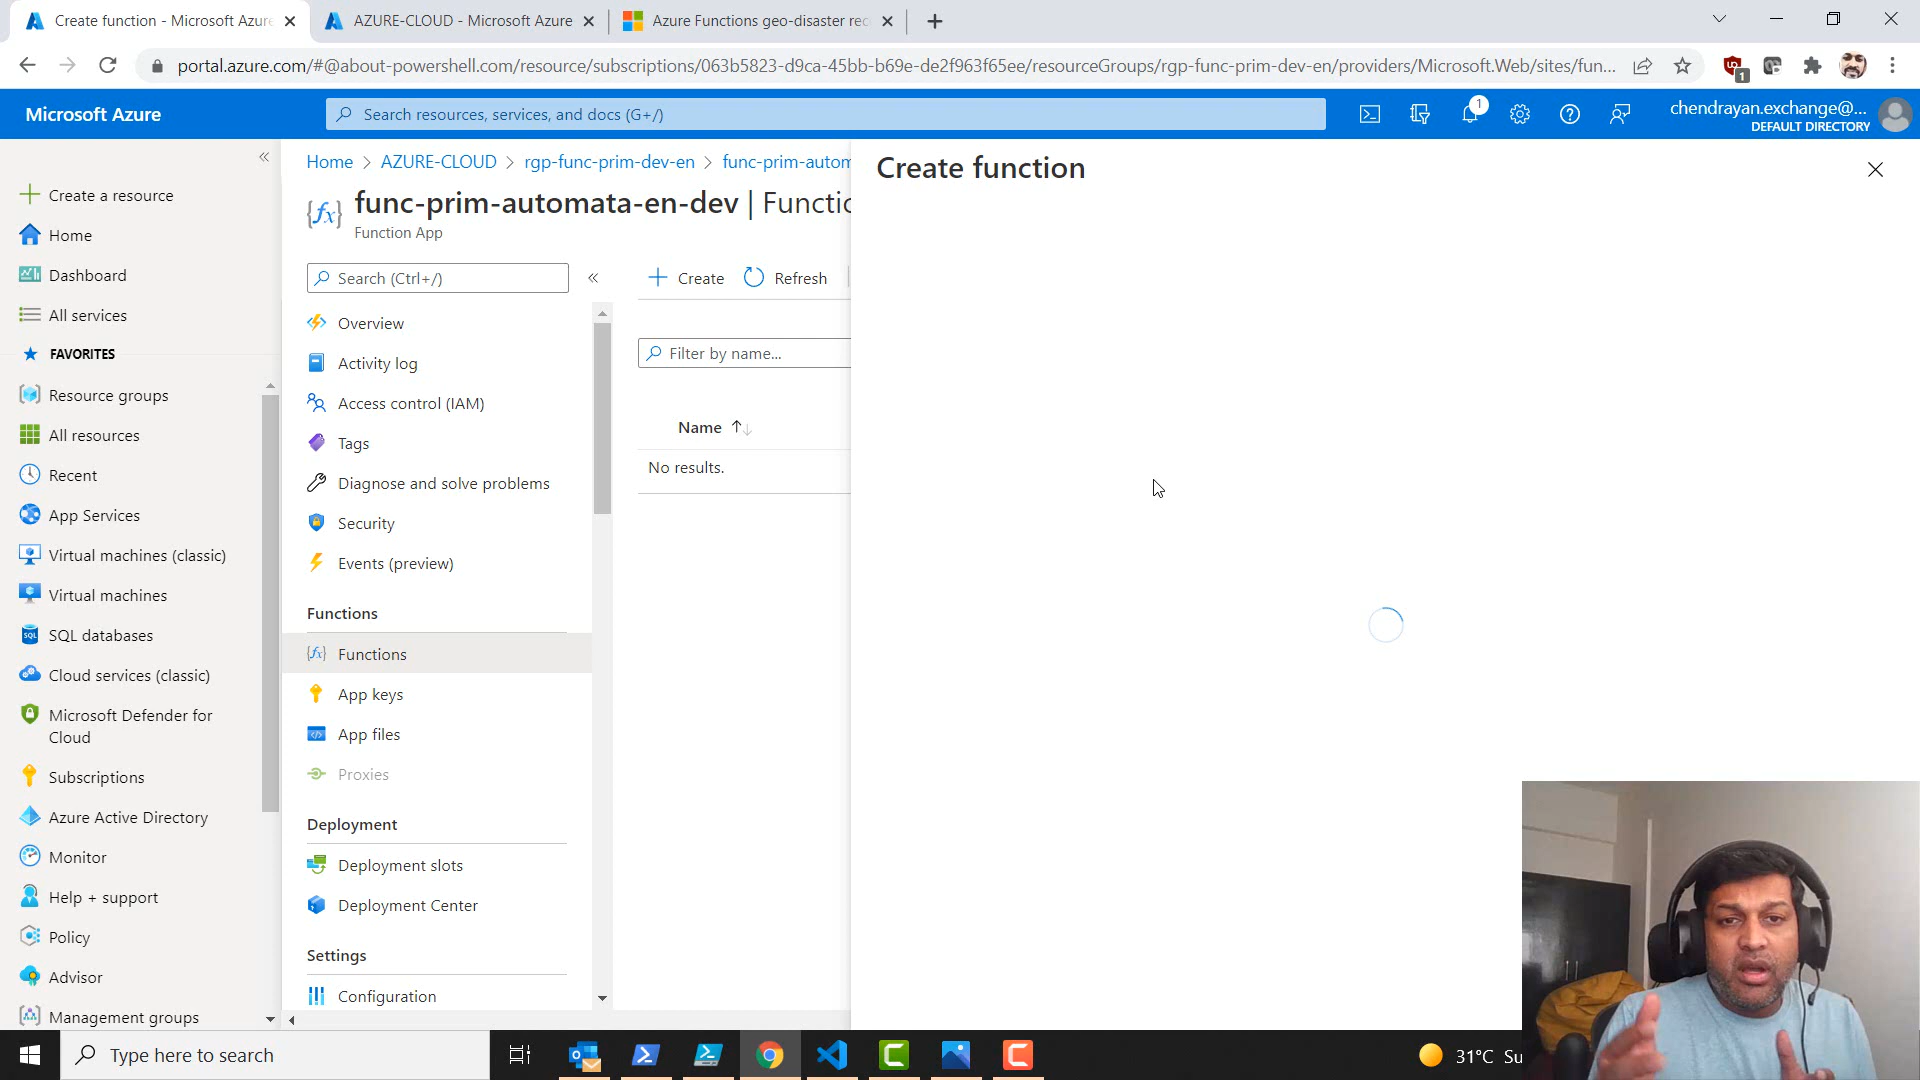 Create function - Microsoft Azure
AZURE-CLOUD - Microsoft Azure
Azure Functions geo-disaster rec
portal.azure.com/#@about-powershell.com/resource/subscriptions/063b5823-d9ca-45bb-b69e-de2f963f65ee/resourceGroups/rgp-func-prim-dev-en/providers/Microsoft.Web/sites/fun...
1
Microsoft Azure
Search resources, services, and docs (G+/)
1
chendrayan.exchange@...
DEFAULT DIRECTORY
Create a resource
Home
Dashboard
All services
FAVORITES
Resource groups
All resources
Recent
App Services
Virtual machines (classic)
Virtual machines
SQL
SQL databases
Cloud services (classic)
Microsoft Defender for
Cloud
Subscriptions
Azure Active Directory
Monitor
Help + support
Policy
Advisor
Management groups
Home > AZURE-CLOUD > rgp-func-prim-dev-en > func-prim-autom
func-prim-automata-en-dev | Functio
Function App
Search (Ctrl+/)
Overview
Activity log
Access control (IAM)
Tags
Diagnose and solve problems
Security
Events (preview)
Functions
Functions
App keys
App files
Proxies
Deployment
Deployment slots
Deployment Center
Settings
Configuration
Create
Refresh
Filter by name...
Name
No results.
Create function
Type here to search
31°C Su